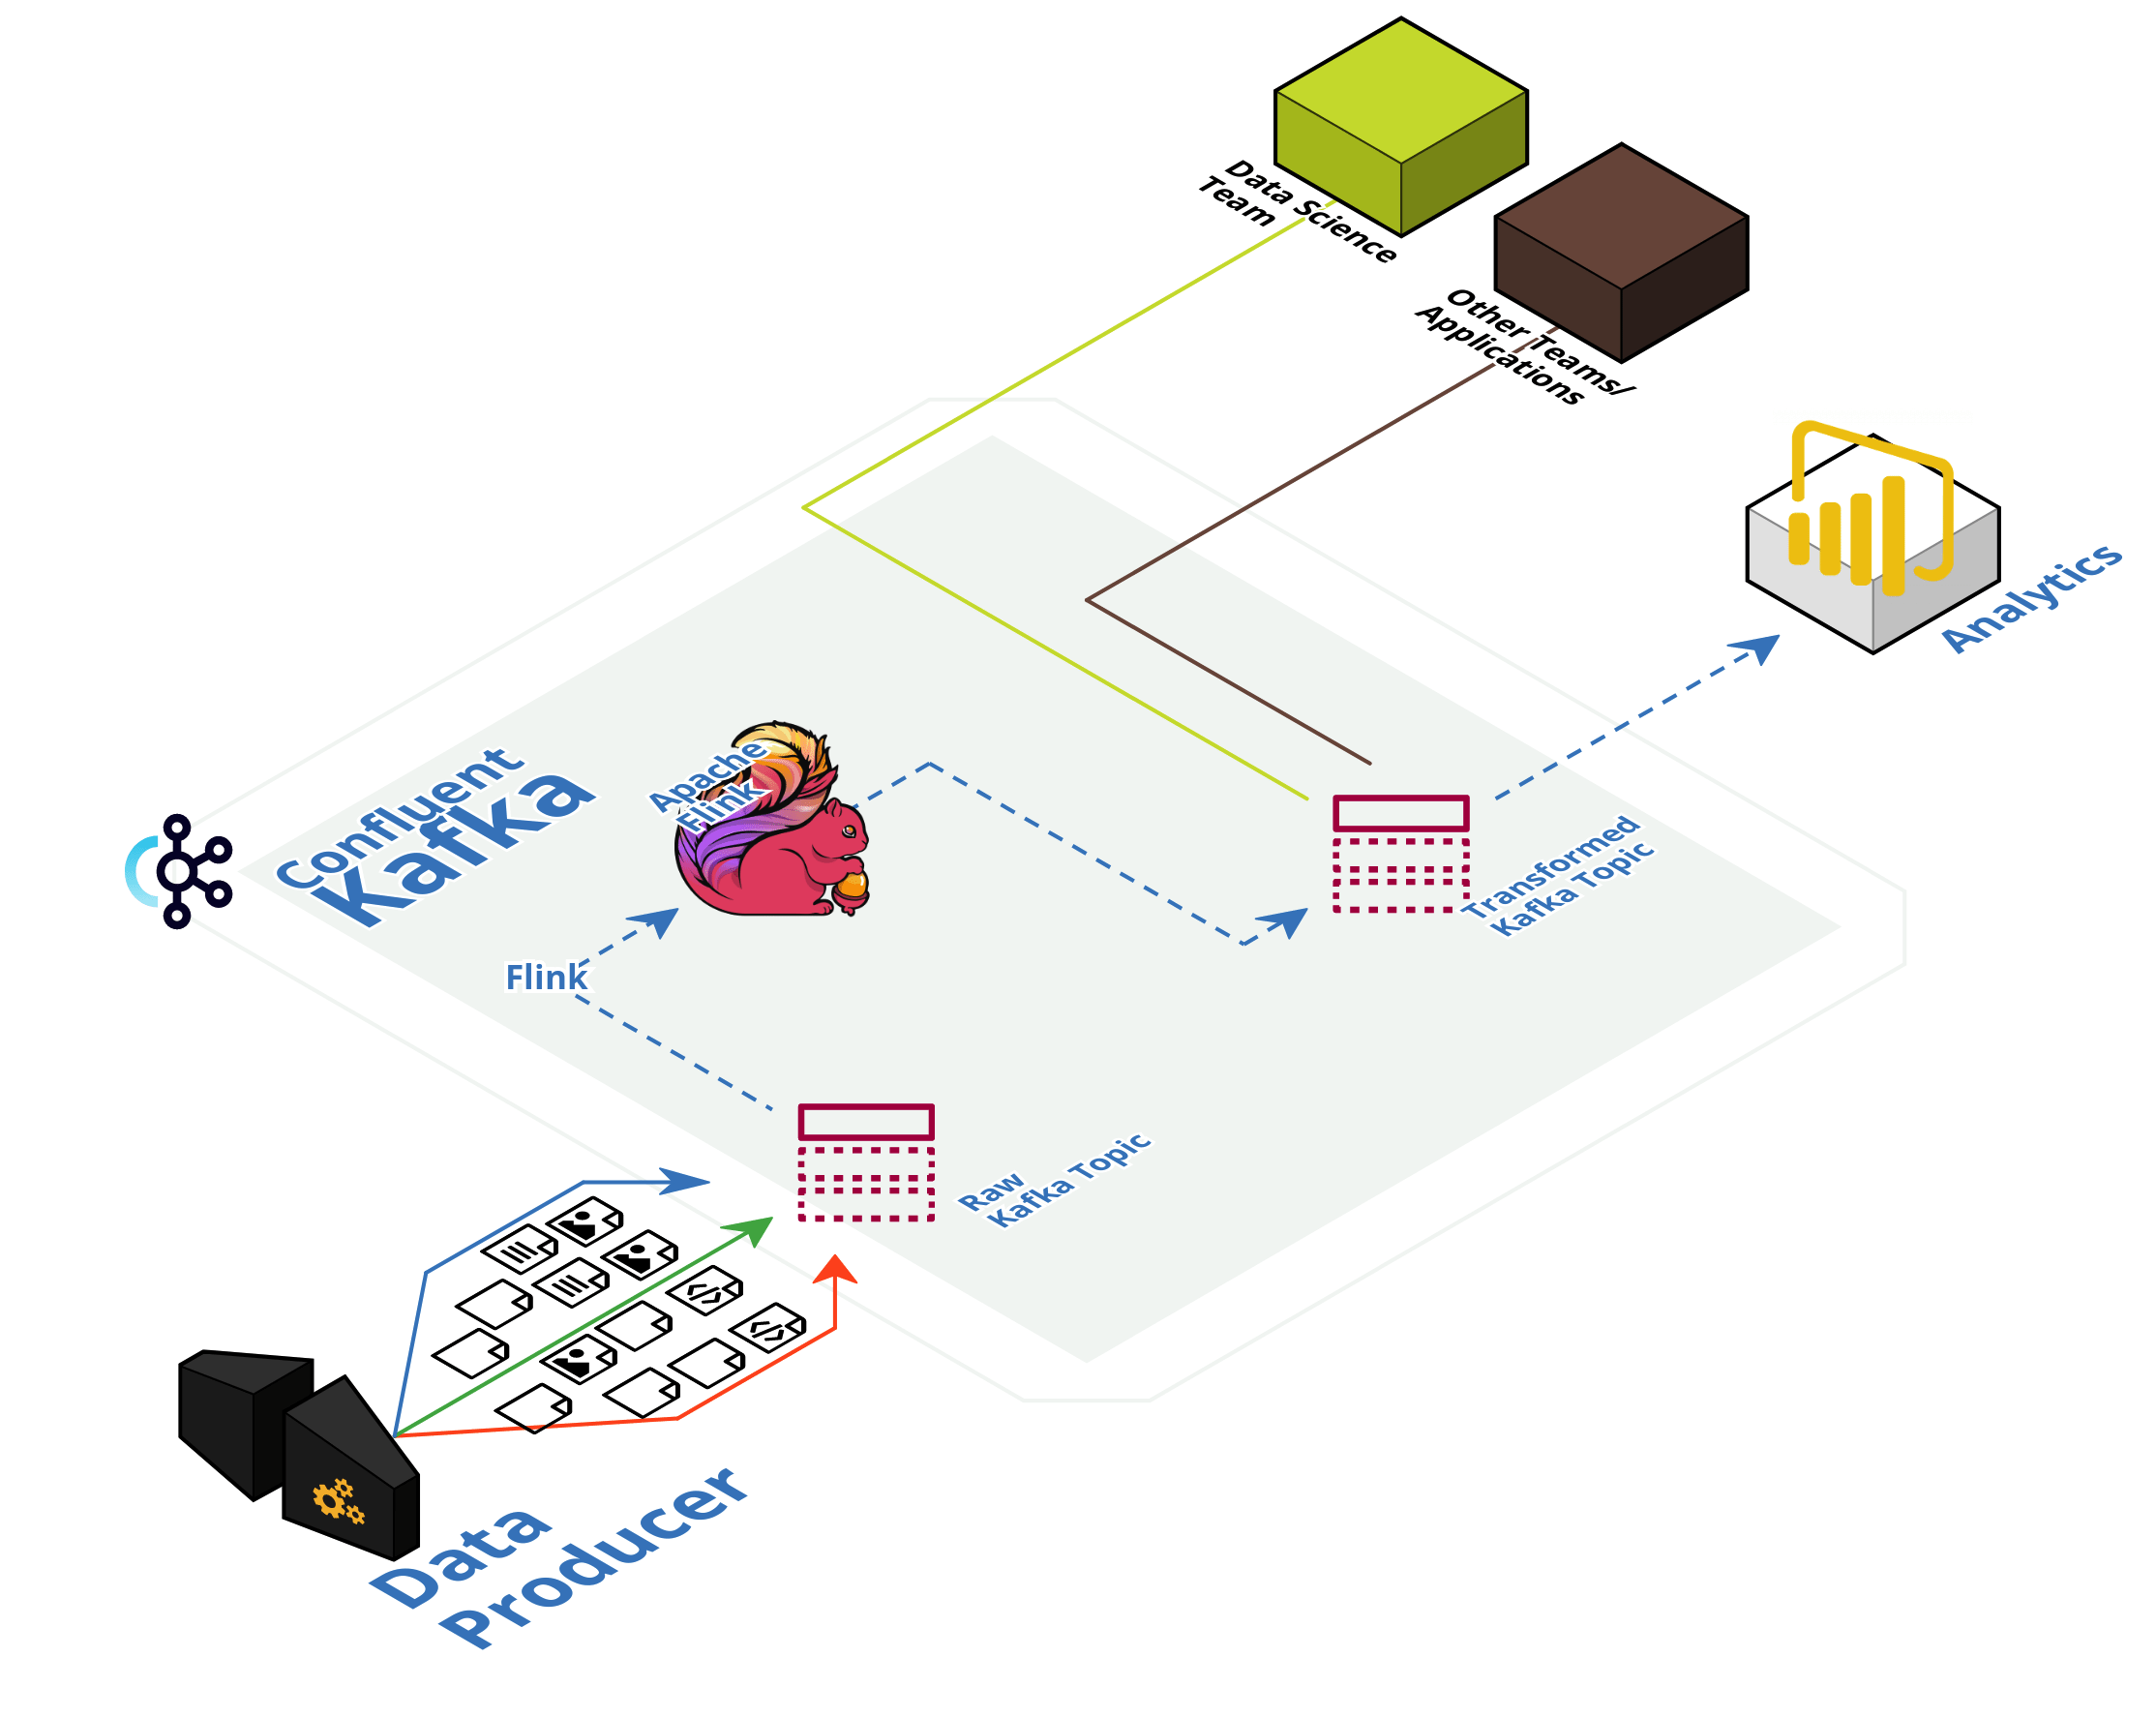 Data Science
Team
Other Teams/
Applications
Analytics
Confluent
Kafka
Apache
Flink
Transformed
Kafka Topic
Flink
Raw
Kafka Topic
Data
Producer